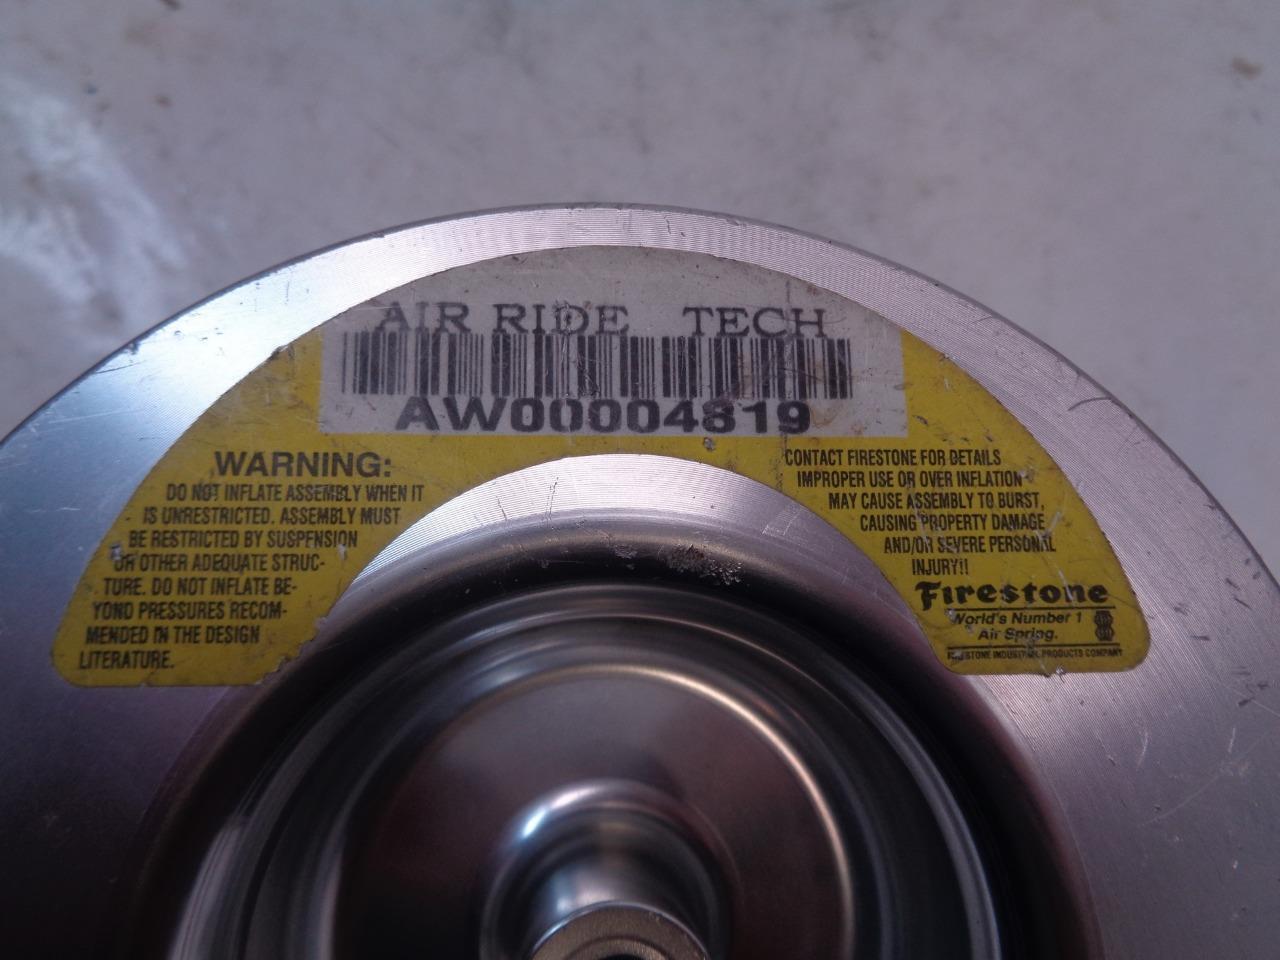 AIR RIDE TECH
AW00004819
WARNING:
DO NOT INFLATE ASSEMBLY WHEN IT
IS UNRESTRICTED. ASSEMBLY MUST
BE RESTRICTED BY SUSPENSION
OR OTHER ADEQUATE STRUC-
TURE. DO NOT INFLATE BE-
YOND PRESSURES RECOM-
MENDED IN THE DESIGN
LITERATURE.
CONTACT FIRESTONE FOR DETAILS
IMPROPER USE OR OVER INFLATION
MAY CAUSE ASSEMBLY TO BURST,
CAUSING PROPERTY DAMAGE
AND/OR SEVERE PERSONAL
INJURY!!
Firestone
World's Number 1
Air Spring.
FIRESTONE INDUSTRIAL PRODUCTS COMPANY